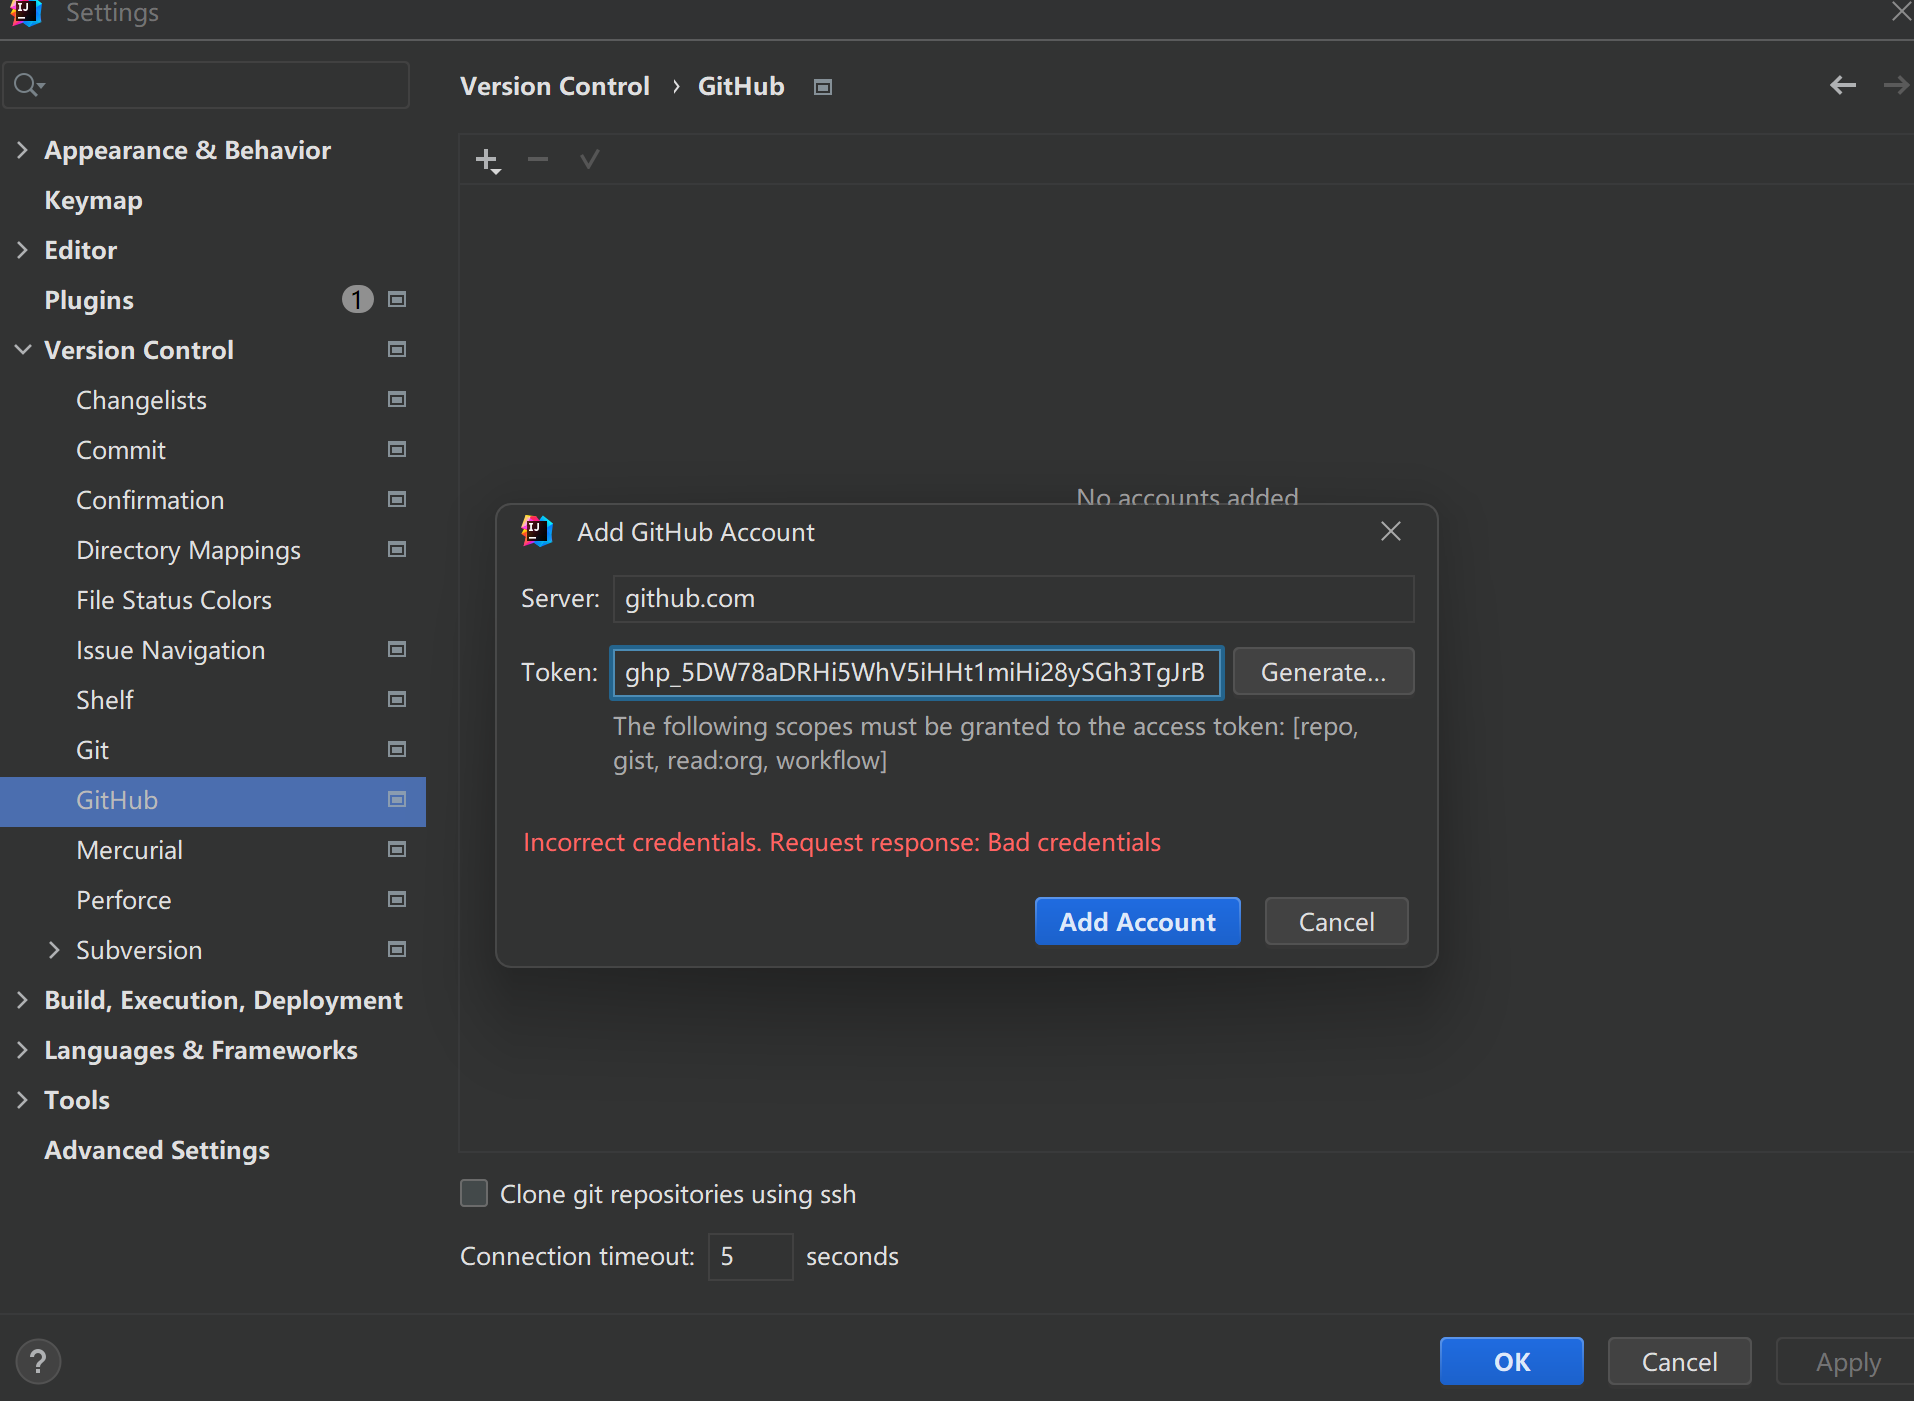 Settings
Version Control › GitHub
Appearance & Behavior
Keymap
Editor
Plugins 1
Version Control
Changelists
Commit
Confirmation
Directory Mappings
File Status Colors
Issue Navigation
Shelf
Git
GitHub
Mercurial
Perforce
Subversion
Build, Execution, Deployment
Languages & Frameworks
Tools
Advanced Settings
No accounts added
Add GitHub Account
Server: github.com
Token: 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 Generate...
The following scopes must be granted to the access token: [repo,
gist, read:org, workflow]
Incorrect credentials. Request response: Bad credentials
Add Account Cancel
Clone git repositories using ssh
Connection timeout: 5 seconds
? OK Cancel Apply